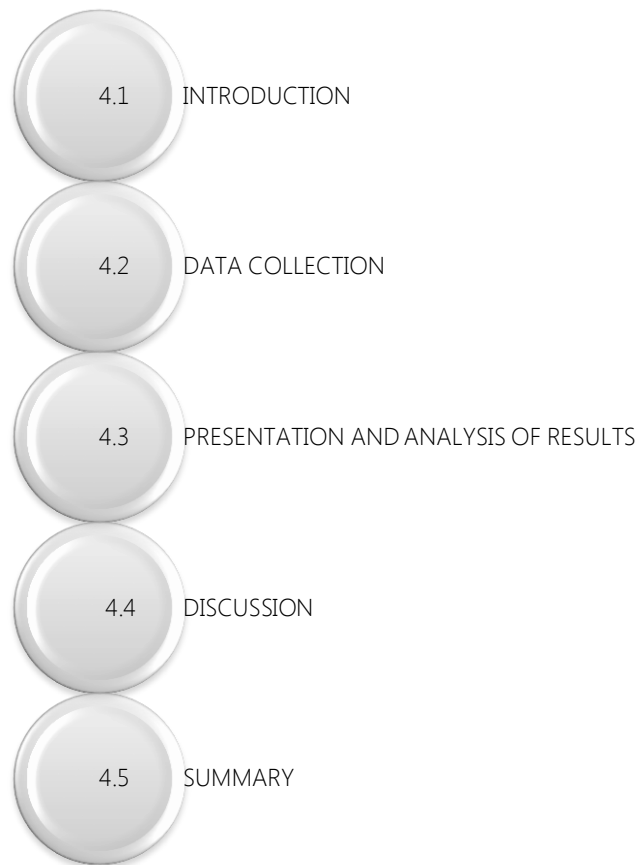 4.1 INTRODUCTION
4.2 DATA COLLECTION
4.3 PRESENTATION AND ANALYSIS OF RESULTS
4.4 DISCUSSION
4.5 SUMMARY